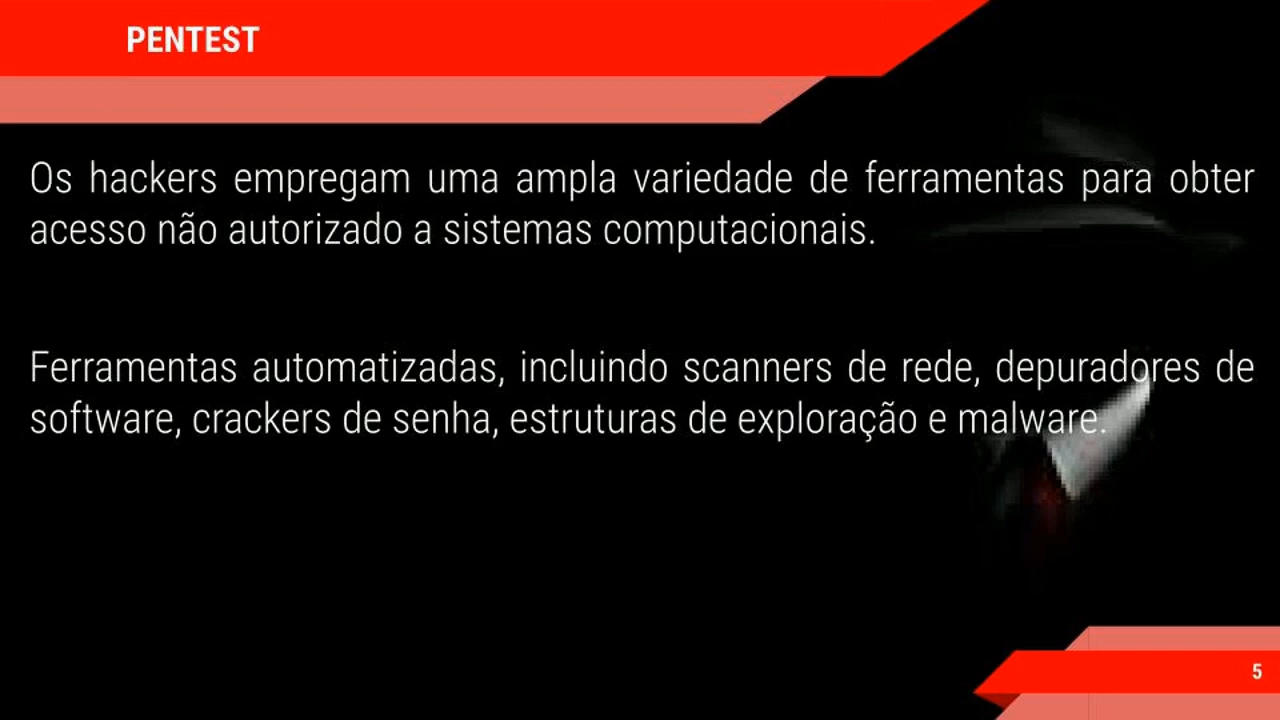 PENTEST
Os hackers empregam uma ampla variedade de ferramentas para obter
acesso não autorizado a sistemas computacionais.
Ferramentas automatizadas, incluindo scanners de rede, depuradores de
software, crackers de senha, estruturas de exploração e malware.
5